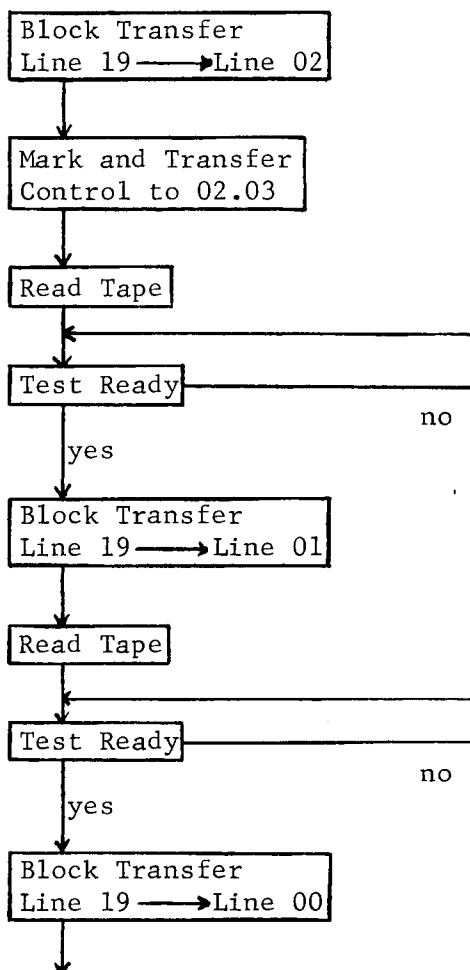 Block Transfer
Line 19 → Line 02
Mark and Transfer
Control to 02.03
Read Tape
Test Ready
no
yes
Block Transfer
Line 19 → Line 01
Read Tape
Test Ready
no
yes
Block Transfer
Line 19 → Line 00